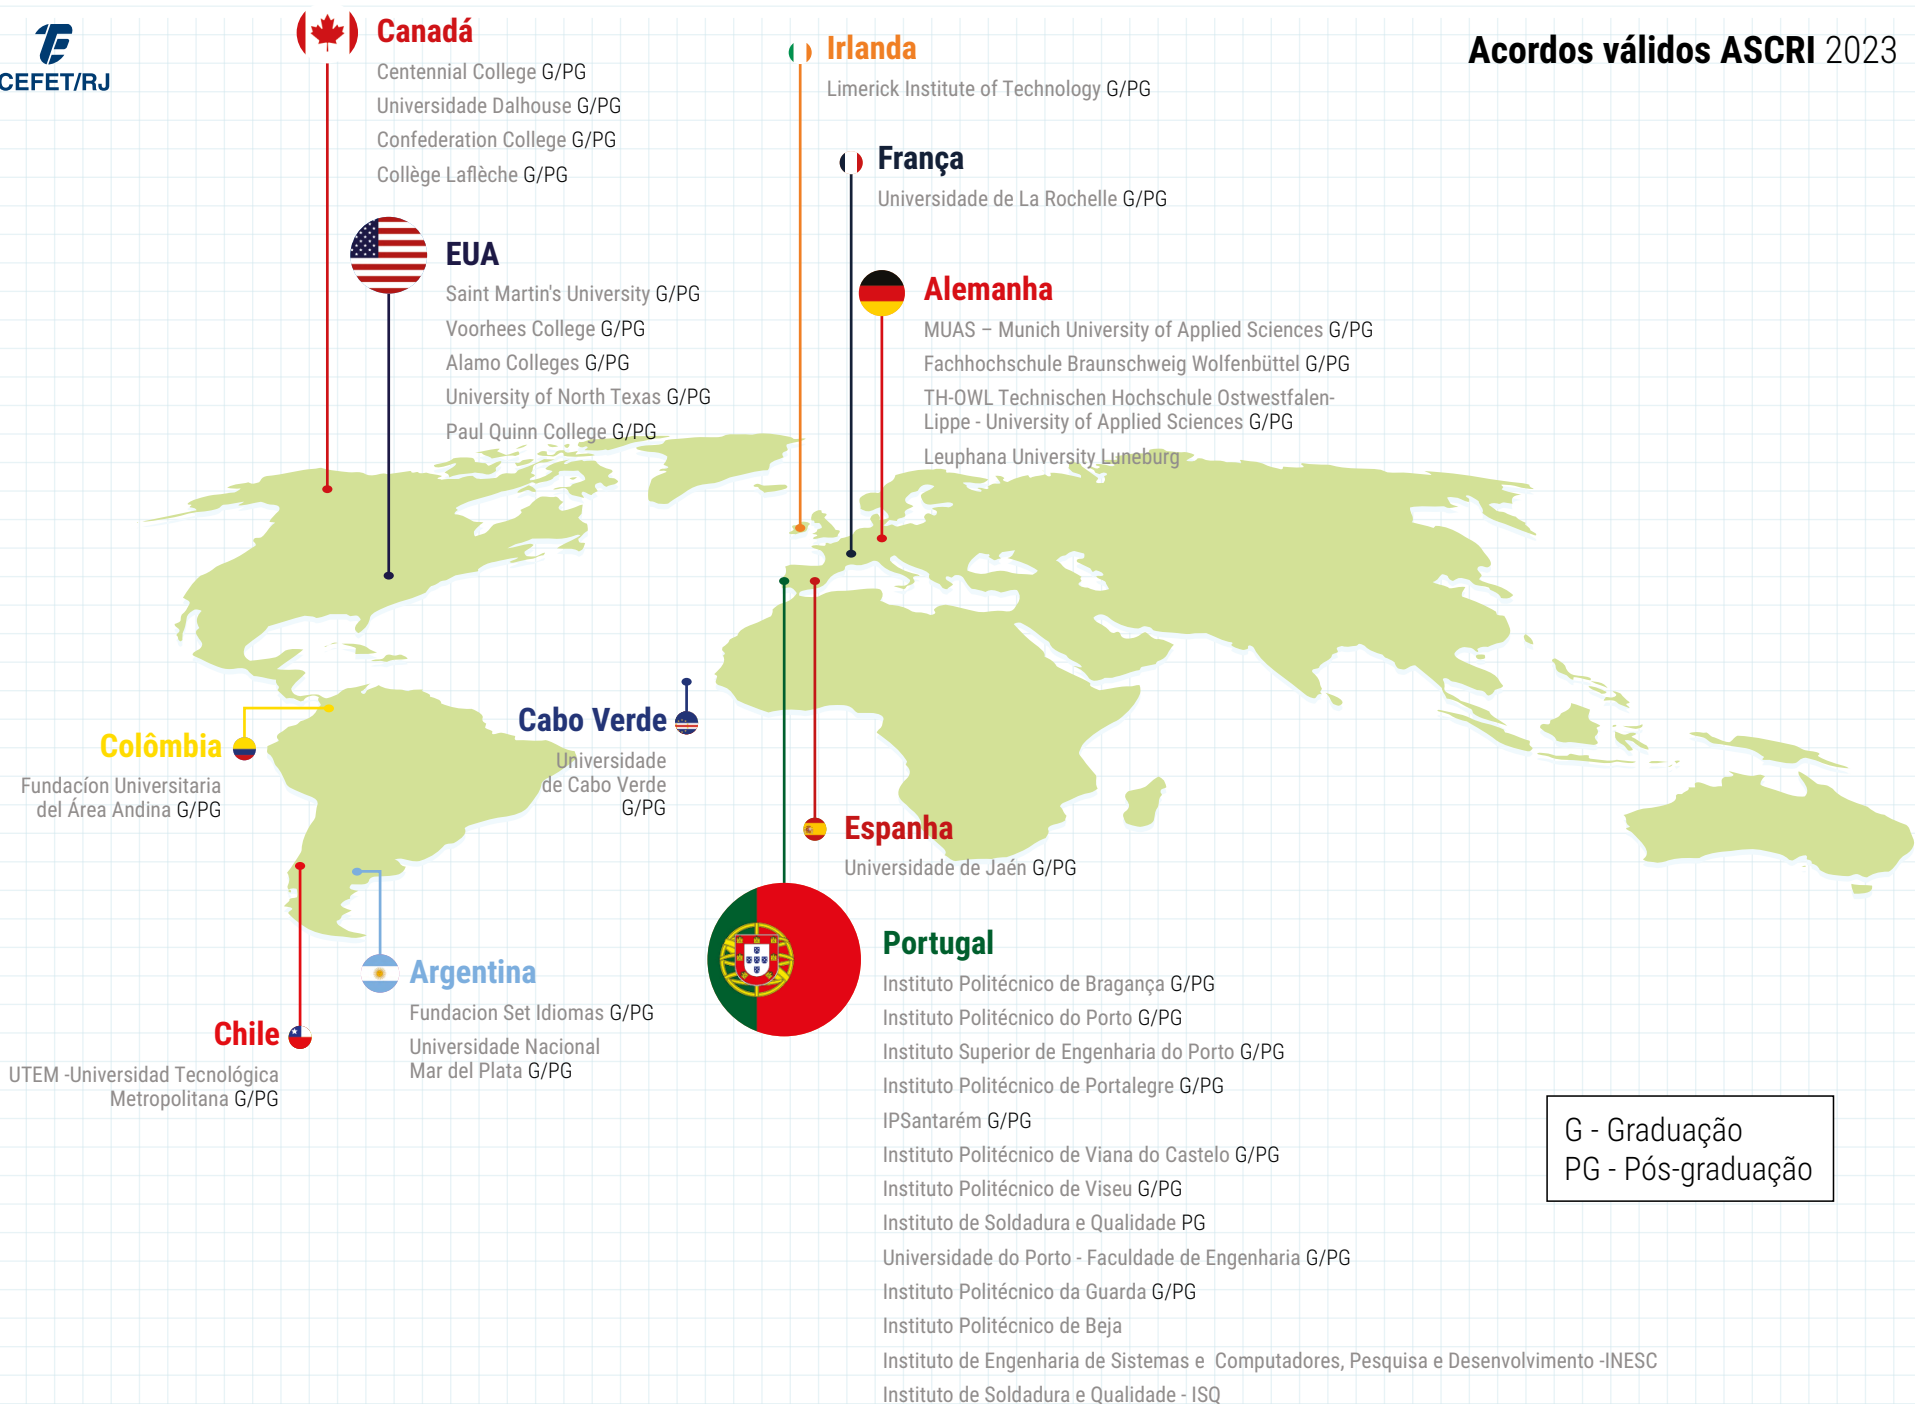 CEFET/RJ
Acordos válidos ASCRI 2023
Canadá
Centennial College G/PG
Universidade Dalhouse G/PG
Confederation College G/PG
Collège Laflèche G/PG
EUA
Saint Martin's University G/PG
Voorhees College G/PG
Alamo Colleges G/PG
University of North Texas G/PG
Paul Quinn College G/PG
Irlanda
Limerick Institute of Technology G/PG
França
Universidade de La Rochelle G/PG
Alemanha
MUAS – Munich University of Applied Sciences G/PG
Fachhochschule Braunschweig Wolfenbüttel G/PG
TH-OWL Technischen Hochschule Ostwestfalen-
Lippe - University of Applied Sciences G/PG
Leuphana University Luneburg
Colômbia
Fundacíon Universitaria
del Área Andina G/PG
Cabo Verde
Universidade
de Cabo Verde
G/PG
Espanha
Universidade de Jaén G/PG
Chile
UTEM -Universidad Tecnológica
Metropolitana G/PG
Argentina
Fundacion Set Idiomas G/PG
Universidade Nacional
Mar del Plata G/PG
Portugal
Instituto Politécnico de Bragança G/PG
Instituto Politécnico do Porto G/PG
Instituto Superior de Engenharia do Porto G/PG
Instituto Politécnico de Portalegre G/PG
IPSantarém G/PG
Instituto Politécnico de Viana do Castelo G/PG
Instituto Politécnico de Viseu G/PG
Instituto de Soldadura e Qualidade PG
Universidade do Porto - Faculdade de Engenharia G/PG
Instituto Politécnico da Guarda G/PG
Instituto Politécnico de Beja
Instituto de Engenharia de Sistemas e Computadores, Pesquisa e Desenvolvimento -INESC
Instituto de Soldadura e Qualidade - ISQ
G - Graduação
PG - Pós-graduação